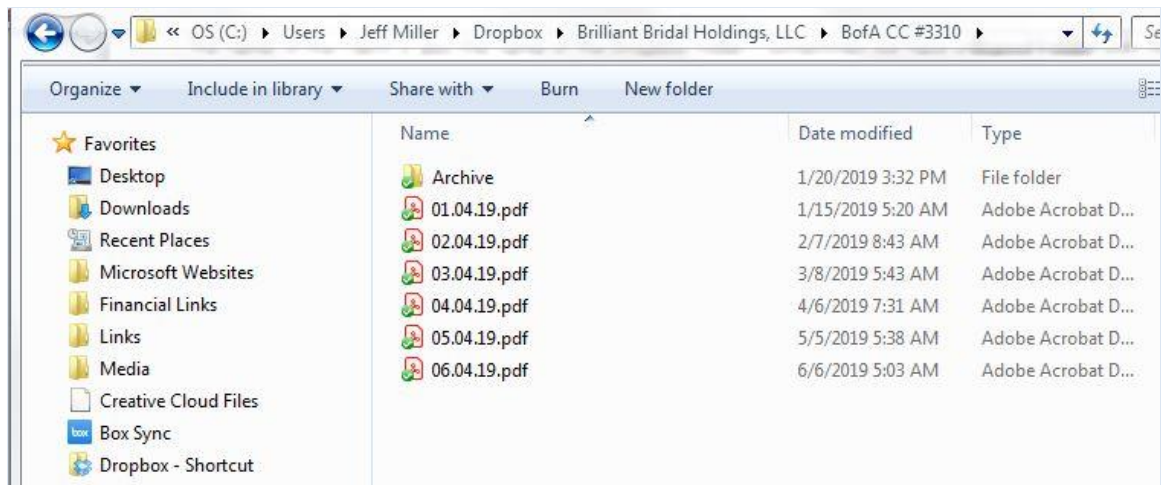 « OS (C:) ▸ Users ▸ Jeff Miller ▸ Dropbox ▸ Brilliant Bridal Holdings, LLC ▸ BofA CC #3310 ▸ Se
Organize ▾ Include in library ▾ Share with ▾ Burn New folder
Favorites
Desktop
Downloads
Recent Places
Microsoft Websites
Financial Links
Links
Media
Creative Cloud Files
box Box Sync
Dropbox - Shortcut
Name Date modified Type
Archive 1/20/2019 3:32 PM File folder
01.04.19.pdf 1/15/2019 5:20 AM Adobe Acrobat D...
02.04.19.pdf 2/7/2019 8:43 AM Adobe Acrobat D...
03.04.19.pdf 3/8/2019 5:43 AM Adobe Acrobat D...
04.04.19.pdf 4/6/2019 7:31 AM Adobe Acrobat D...
05.04.19.pdf 5/5/2019 5:38 AM Adobe Acrobat D...
06.04.19.pdf 6/6/2019 5:03 AM Adobe Acrobat D...